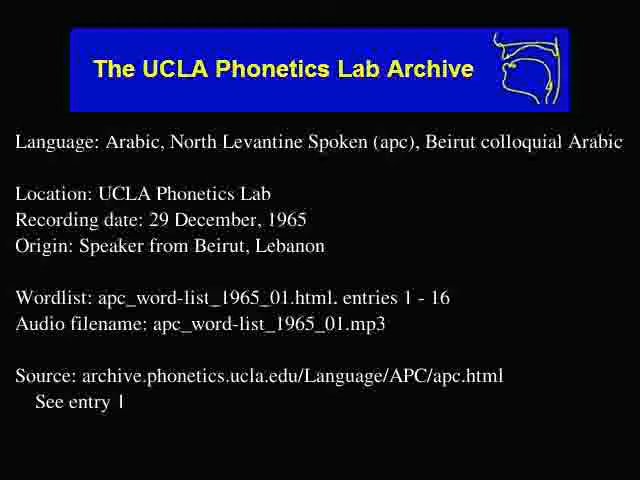 The UCLA Phonetics Lab Archive
Language: Arabic, North Levantine Spoken (apc), Beirut colloquial Arabic
Location: UCLA Phonetics Lab
Recording date: 29 December, 1965
Origin: Speaker from Beirut, Lebanon
Wordlist: apc_word-list_1965_01.html. entries 1 - 16
Audio filename: apc_word-list_1965_01.mp3
Source: archive.phonetics.ucla.edu/Language/APC/apc.html
See entry 1